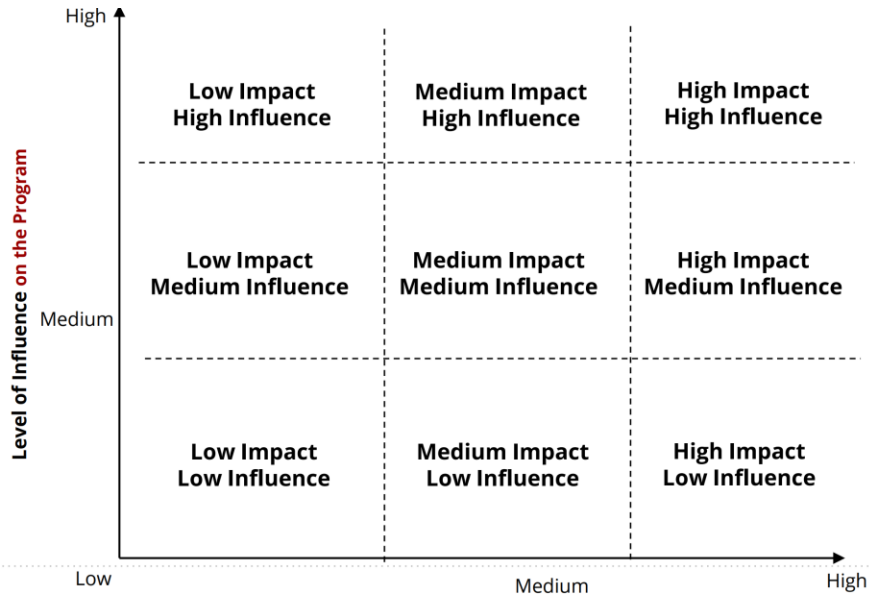 High
Low Impact
High Influence
Medium Impact
High Influence
High Impact
High Influence
Level of Influence on the Program
Low Impact
Medium Influence
Medium Impact
Medium Influence
High Impact
Medium Influence
Medium
Low Impact
Low Influence
Medium Impact
Low Influence
High Impact
Low Influence
Low
Medium
High